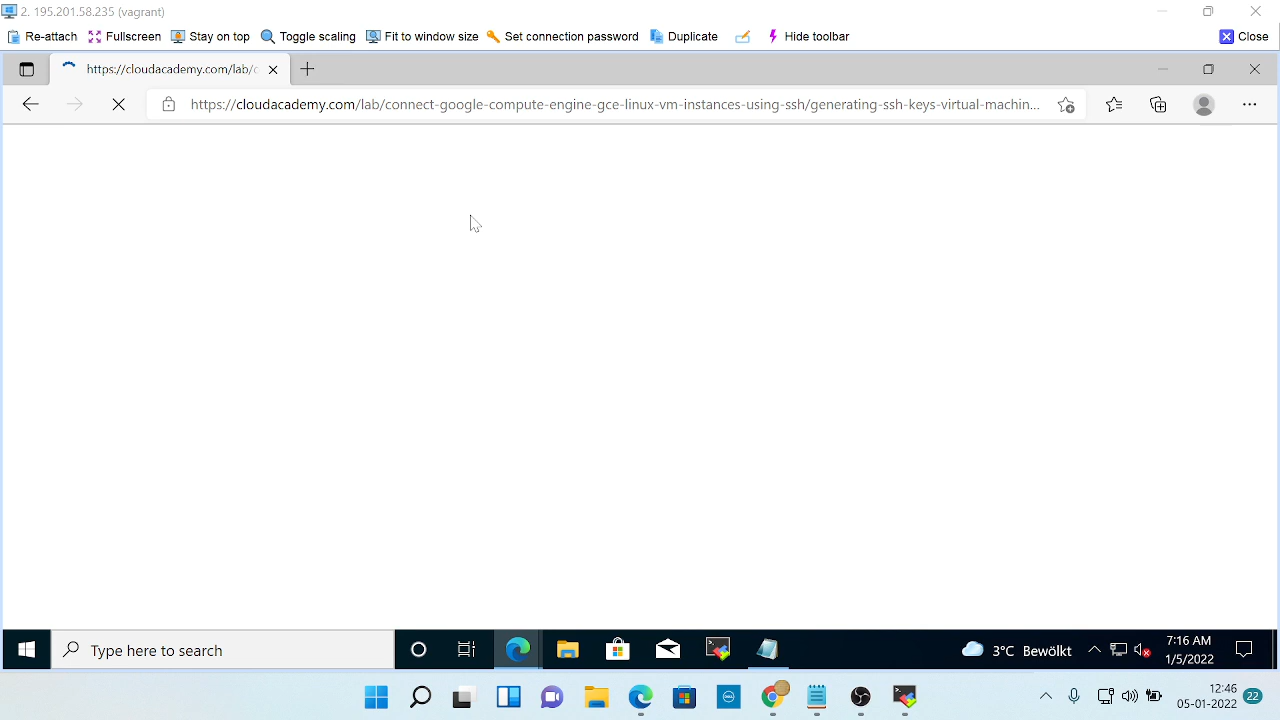 2. 195.201.58.235 (vagrant)
Re-attach Fullscreen Stay on top Toggle scaling Fit to window size Set connection password Duplicate Hide toolbar Close
https://cloudacademy.com/lab/c
https://cloudacademy.com/lab/connect-google-compute-engine-gce-linux-vm-instances-using-ssh/generating-ssh-keys-virtual-machin...
Type here to search
3°C Bewölkt
7:16 AM
1/5/2022
DELL
12:46
05-01-2022
22